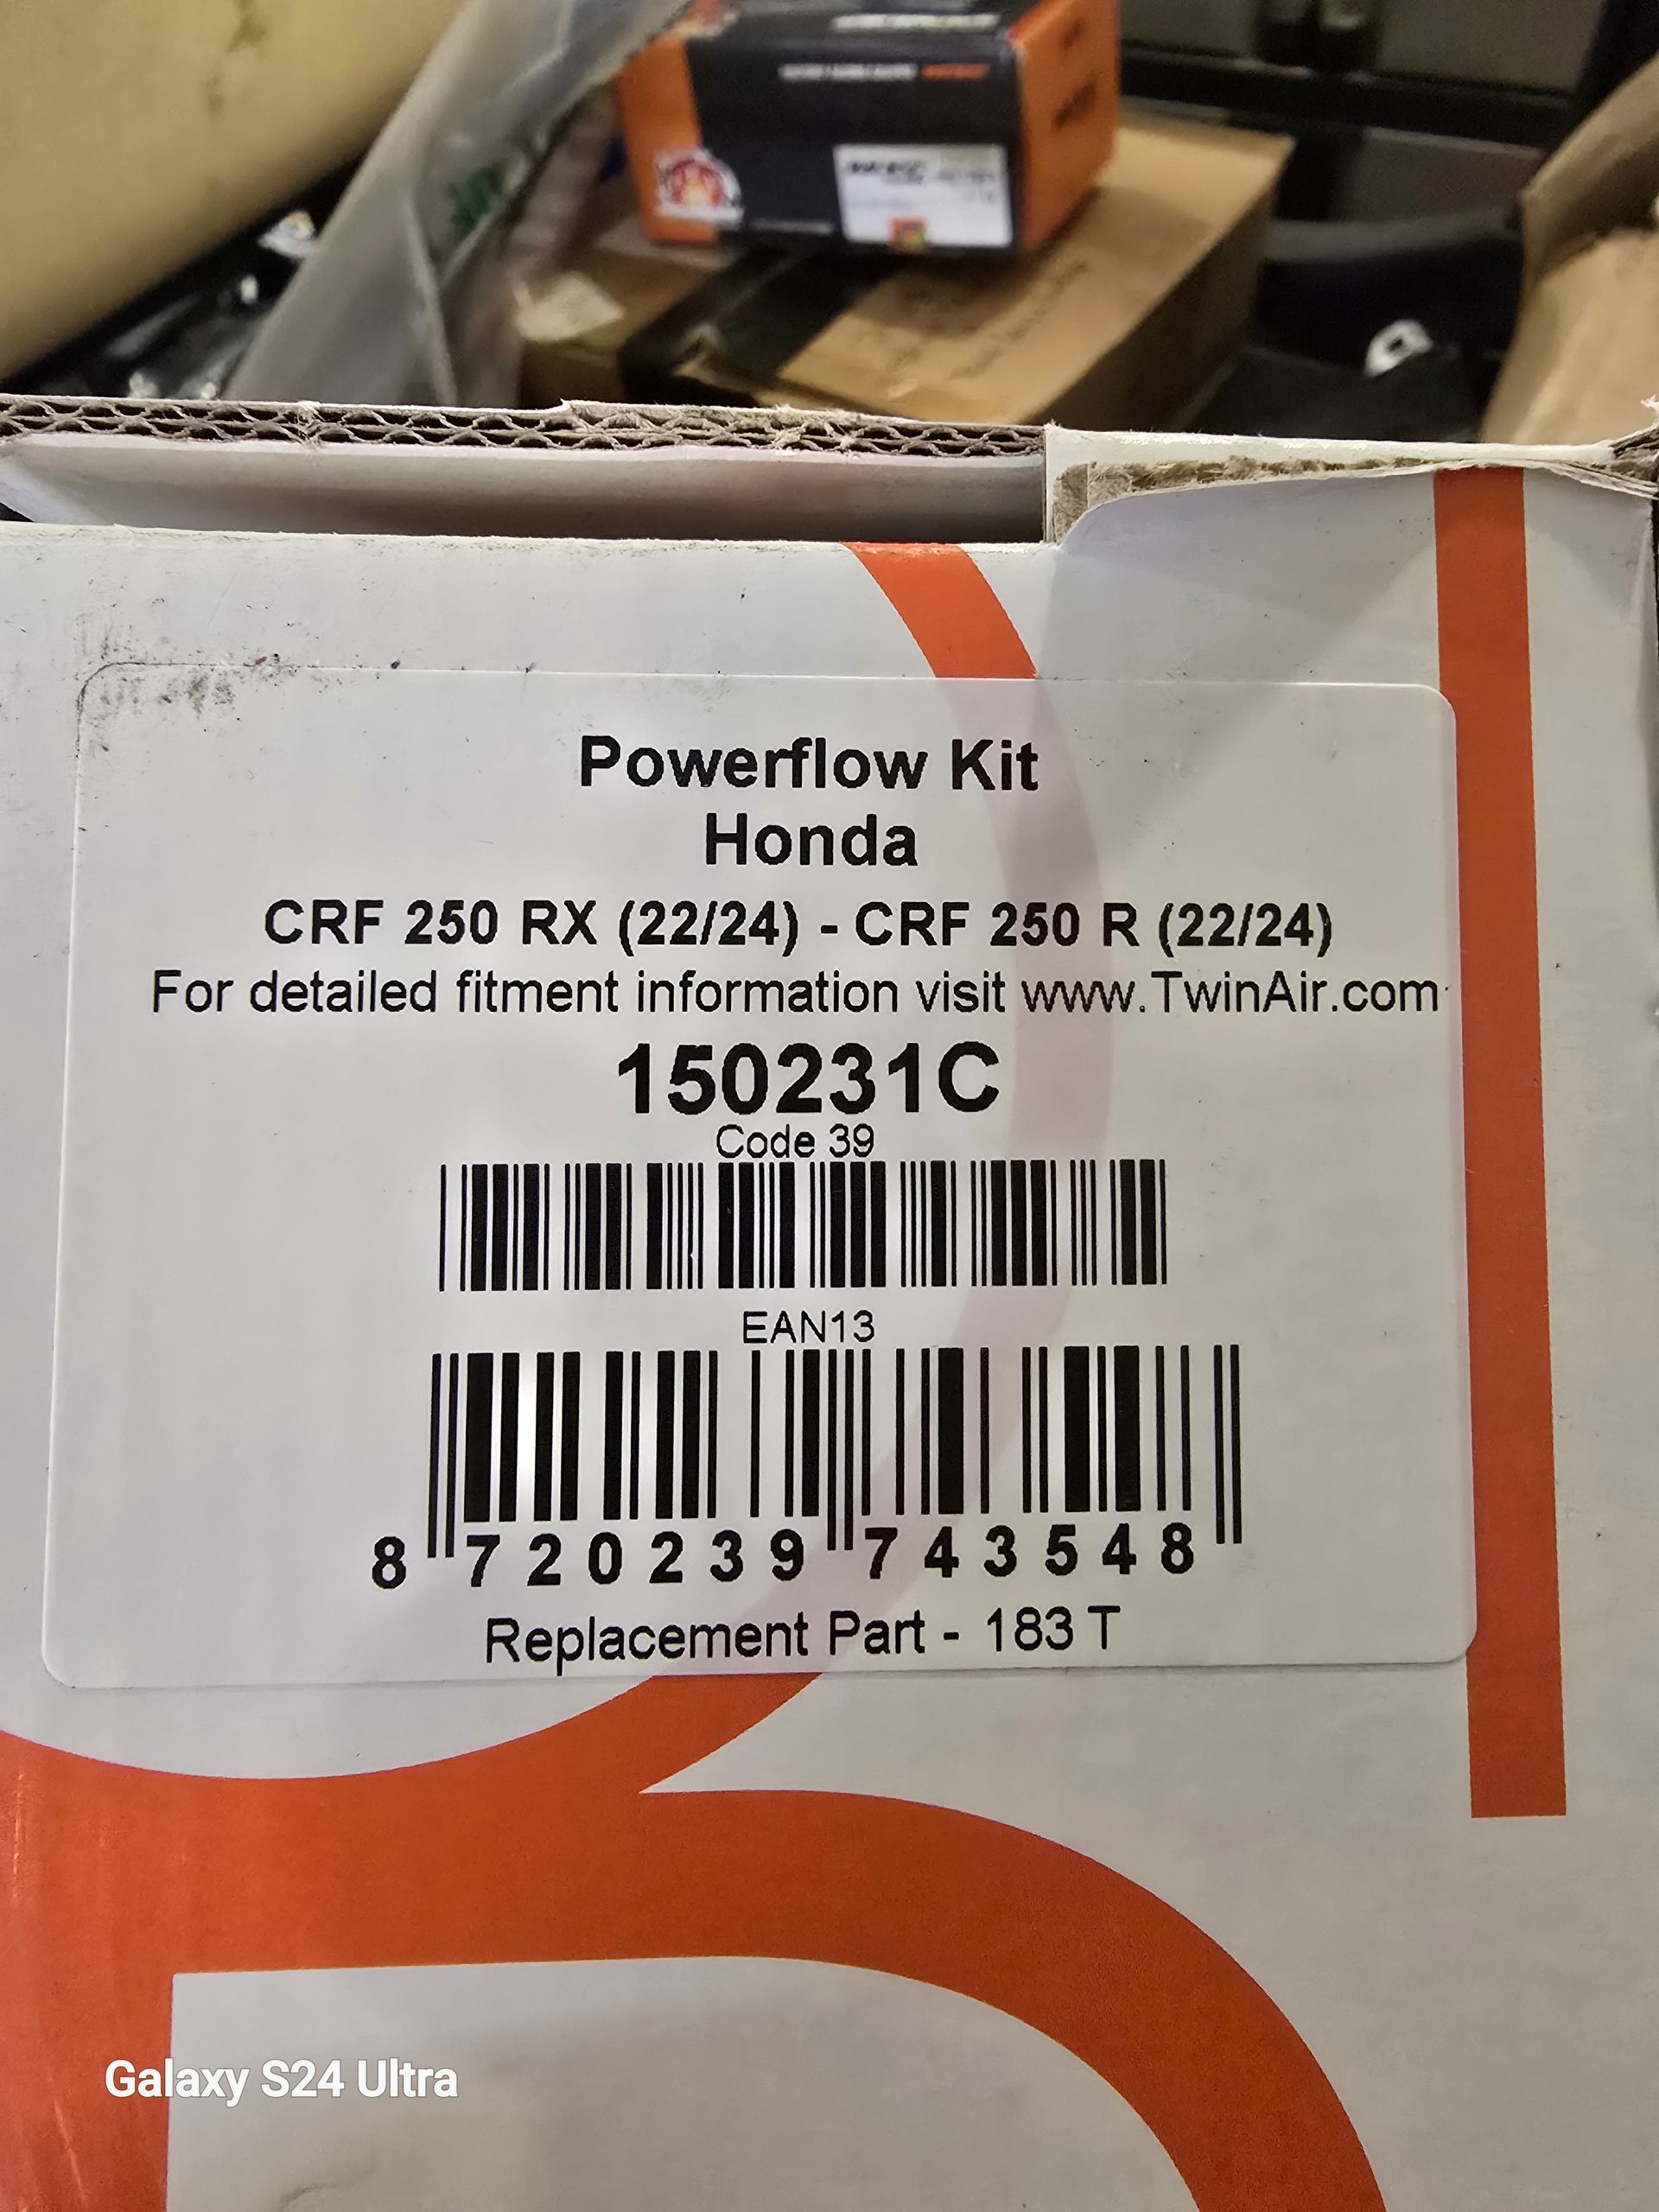 Powerflow Kit
Honda
CRF 250 RX (22/24) - CRF 250 R (22/24)
For detailed fitment information visit www.TwinAir.com
150231C
Code 39
EAN13
8 720239 743548
Replacement Part - 183 T
Galaxy S24 Ultra